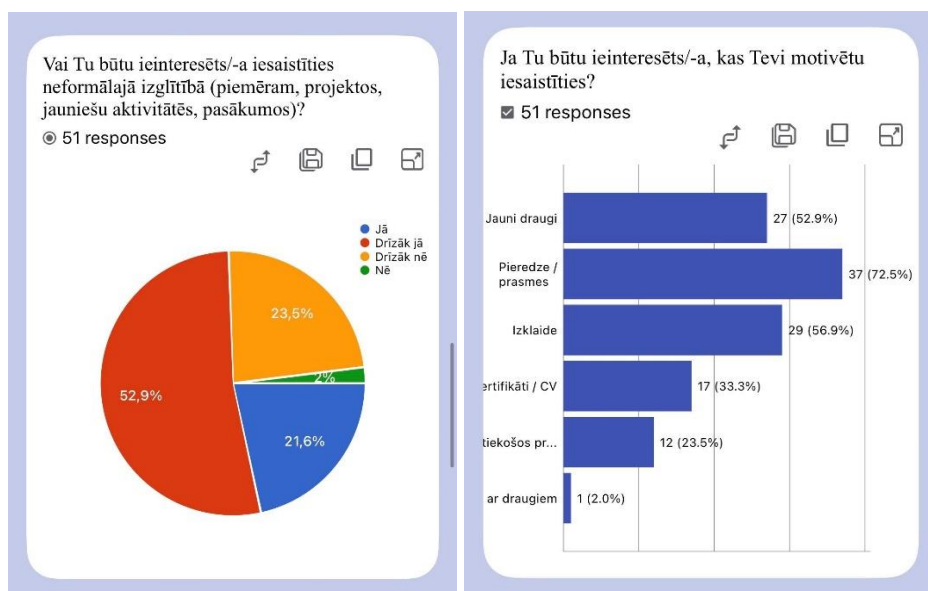 Vai Tu būtu ieinteresēts/-a iesaistīties
neformālajā izglītībā (piemēram, projektos,
jauniešu aktivitātēs, pasākumos)?
51 responses
Jā
Drīzāk jā
Drīzāk nē
Nē
23,5%
2%
52,9%
21,6%
Ja Tu būtu ieinteresēts/-a, kas Tevi motivētu
iesaistīties?
51 responses
Jauni draugi
27 (52.9%)
Pieredze /
prasmes
37 (72.5%)
Izklaide
29 (56.9%)
ertifikāti / CV
17 (33.3%)
tiekošos pr...
12 (23.5%)
ar draugiem
1 (2.0%)